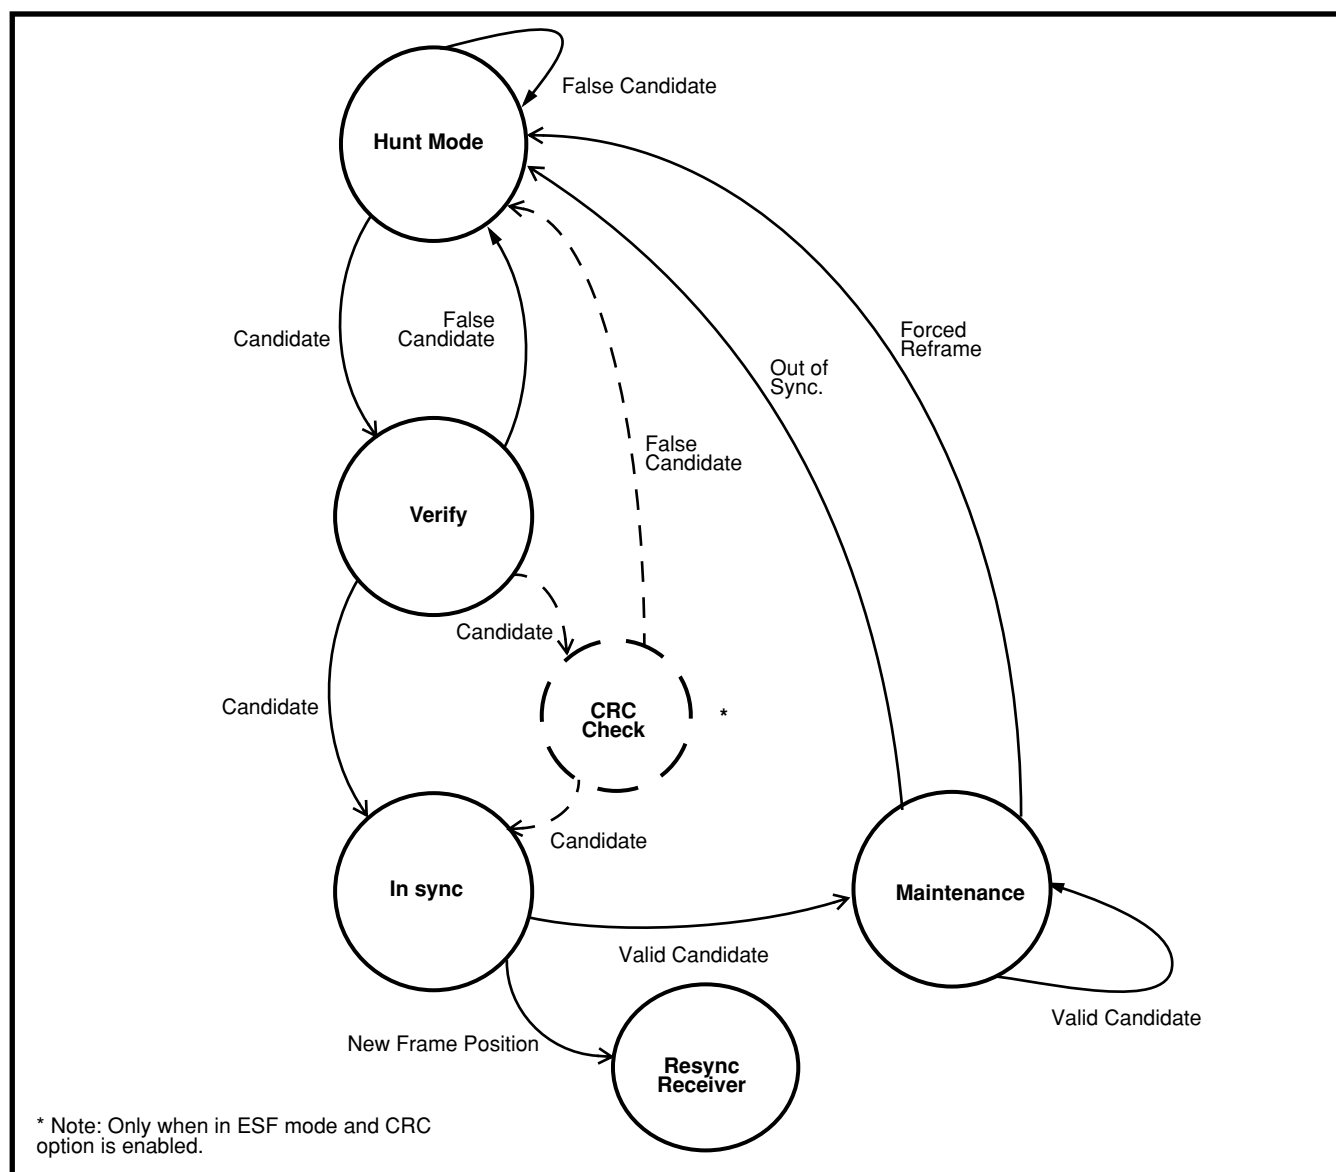 False Candidate
Hunt Mode
Candidate
False
Candidate
Forced
Reframe
Out of
Sync.
False
Candidate
Verify
Candidate
Candidate
CRC
Check
*
Candidate
In sync
Maintenance
Valid Candidate
Valid Candidate
New Frame Position
Resync
Receiver
* Note: Only when in ESF mode and CRC
option is enabled.